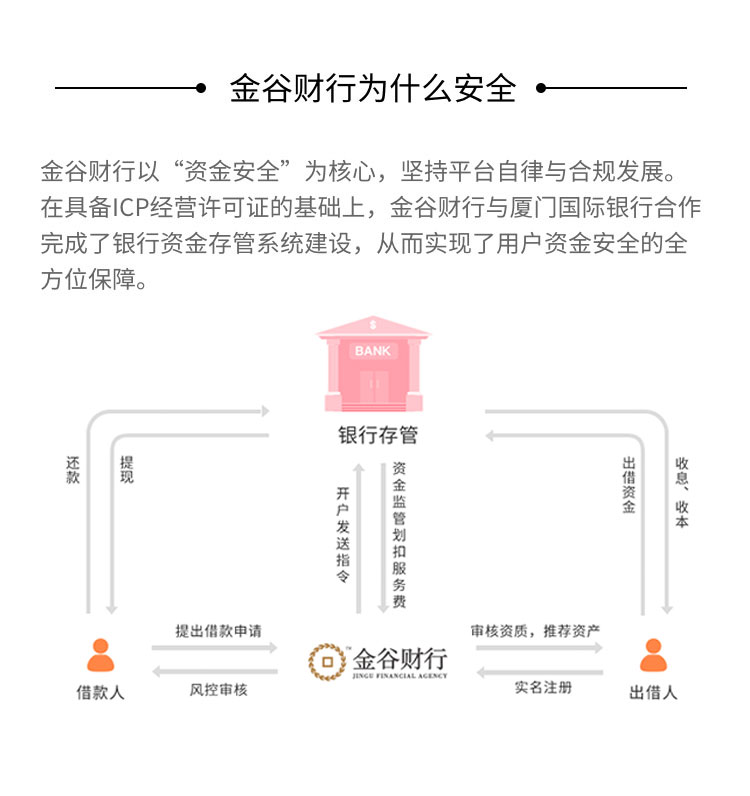 金谷财行为什么安全
金谷财行以“资金安全”为核心，坚持平台自律与合规发展。
在具备ICP经营许可证的基础上，金谷财行与厦门国际银行合作
完成了银行资金存管系统建设，从而实现了用户资金安全的全
方位保障。
$
BANK
银行存管
还款
提现
开户发送指令
资金监管划扣服务费
出借资金
收息、收本
提出借款申请
风控审核
金谷财行
TM
JINGU FINANCIAL AGENCY
审核资质，推荐资产
实名注册
借款人
出借人